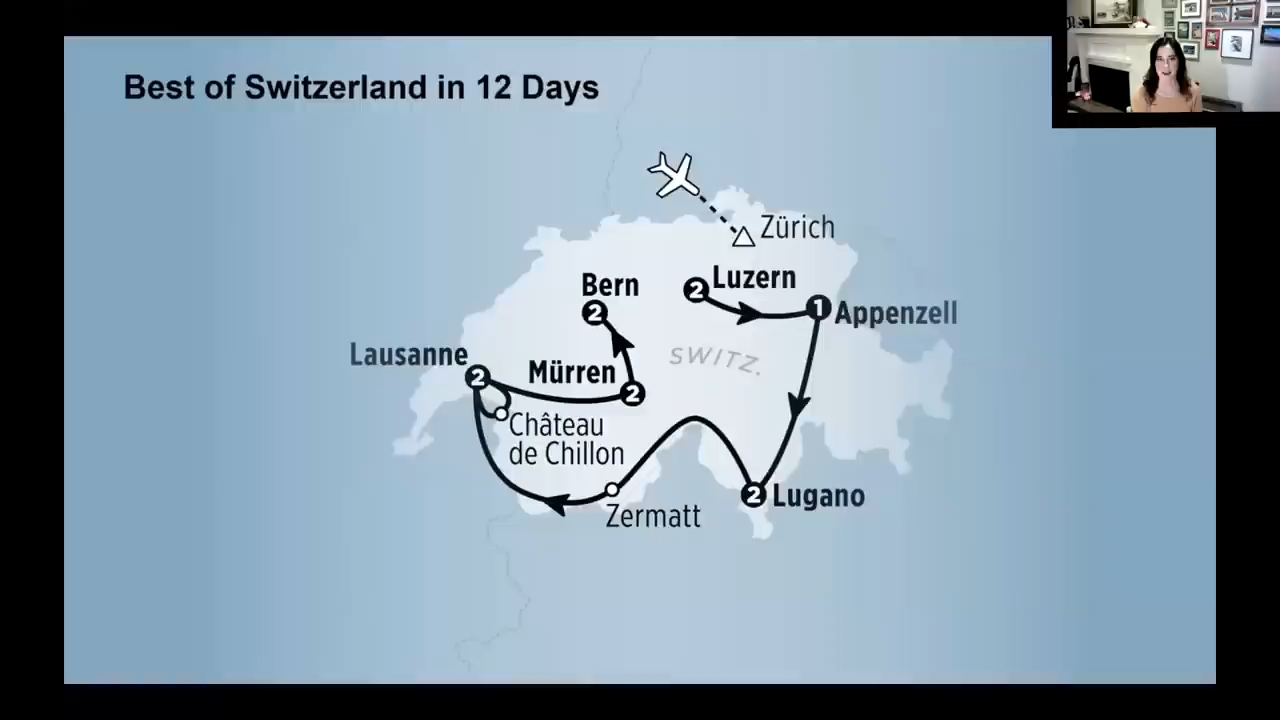 Best of Switzerland in 12 Days
Zürich
Luzern
2
Bern
2
1
Appenzell
SWITZ.
Lausanne
2
Mürren
2
Château
de Chillon
2
Lugano
Zermatt